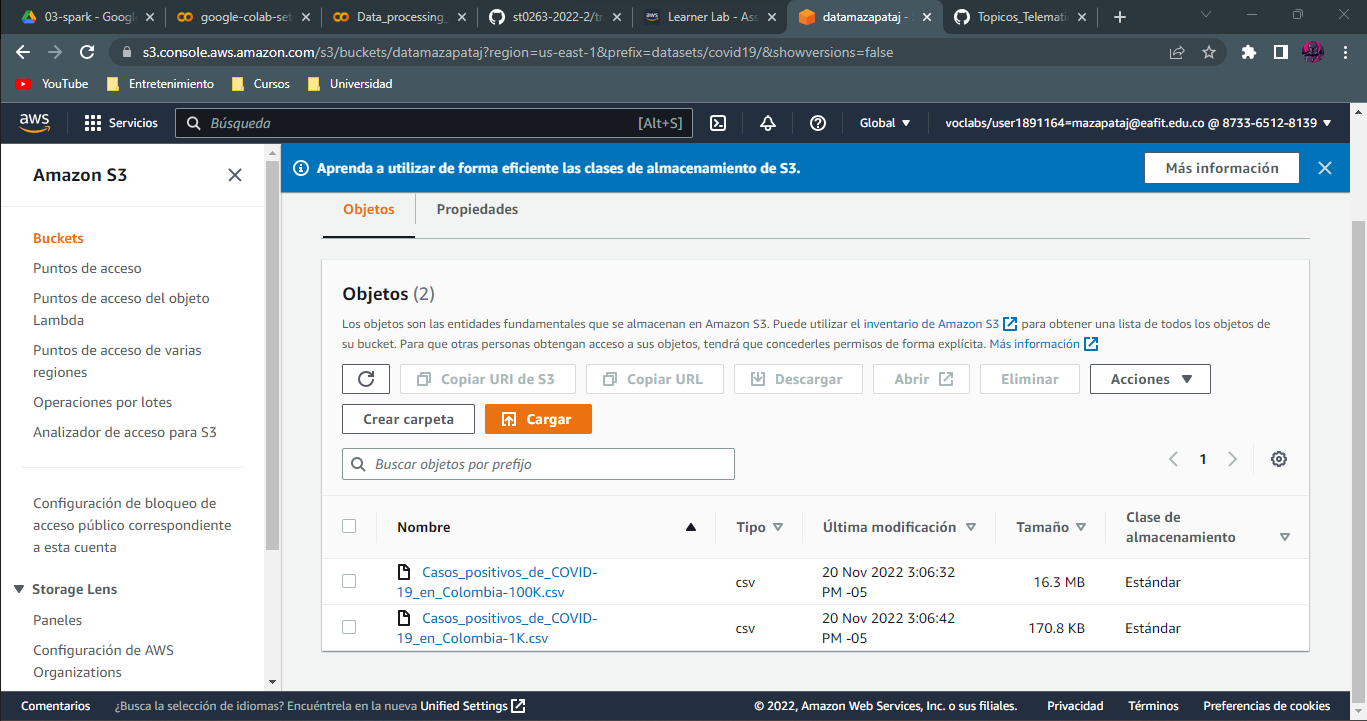 03-spark - Googl
google-colab-set
Data_processing_
st0263-2022-2/tr
Learner Lab - Ass
datamazapataj -
Topicos_Telemati
s3.console.aws.amazon.com/s3/buckets/datamazapataj?region=us-east-1&prefix=datasets/covid19/&showversions=false
YouTube
Entretenimiento
Cursos
Universidad
aws
Servicios
Búsqueda
[Alt+S]
Global
voclabs/user1891164=mazapataj@eafit.edu.co @ 8733-6512-8139
Amazon S3
Buckets
Puntos de acceso
Puntos de acceso del objeto
Lambda
Puntos de acceso de varias
regiones
Operaciones por lotes
Analizador de acceso para S3
Configuración de bloqueo de
acceso público correspondiente
a esta cuenta
Storage Lens
Paneles
Configuración de AWS
Organizations
Aprenda a utilizar de forma eficiente las clases de almacenamiento de S3.
Más información
Objetos
Propiedades
Objetos (2)
Los objetos son las entidades fundamentales que se almacenan en Amazon S3. Puede utilizar el inventario de Amazon S3 para obtener una lista de todos los objetos de
su bucket. Para que otras personas obtengan acceso a sus objetos, tendrá que concederles permisos de forma explícita. Más información
Copiar URI de S3
Copiar URL
Descargar
Abrir
Eliminar
Acciones
Crear carpeta
Cargar
Buscar objetos por prefijo
1
Nombre
Tipo
Última modificación
Tamaño
Clase de
almacenamiento
Casos_positivos_de_COVID-
19_en_Colombia-100K.csv
csv
20 Nov 2022 3:06:32
PM -05
16.3 MB
Estándar
Casos_positivos_de_COVID-
19_en_Colombia-1K.csv
csv
20 Nov 2022 3:06:42
PM -05
170.8 KB
Estándar
Comentarios
¿Busca la selección de idiomas? Encuéntrela en la nueva Unified Settings
© 2022, Amazon Web Services, Inc. o sus filiales.
Privacidad
Términos
Preferencias de cookies